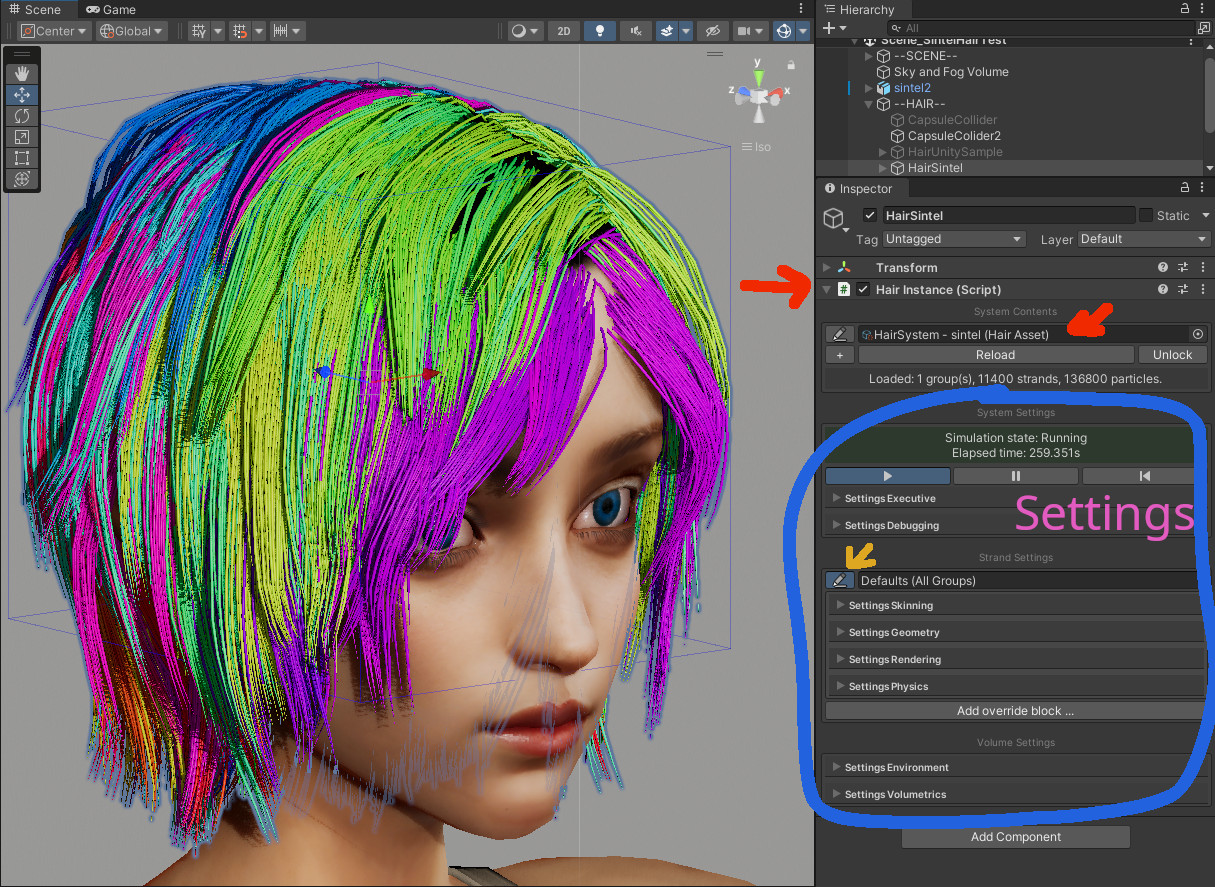 Scene Game
Center Global 2D
y
z x
Iso
Hierarchy
All
Scene_SintelHairTest
--SCENE--
Sky and Fog Volume
sintel2
--HAIR--
CapsuleCollider
CapsuleColider2
HairUnitySample
HairSintel
Inspector
HairSintel Static
Tag Untagged Layer Default
Transform
# Hair Instance (Script)
System Contents
HairSystem - sintel (Hair Asset)
+ Reload Unlock
Loaded: 1 group(s), 11400 strands, 136800 particles.
System Settings
Simulation state: Running
Elapsed time: 259.351s
Settings Executive
Settings
Settings Debugging
Strand Settings
Defaults (All Groups)
Settings Skinning
Settings Geometry
Settings Rendering
Settings Physics
Add override block ...
Volume Settings
Settings Environment
Settings Volumetrics
Add Component